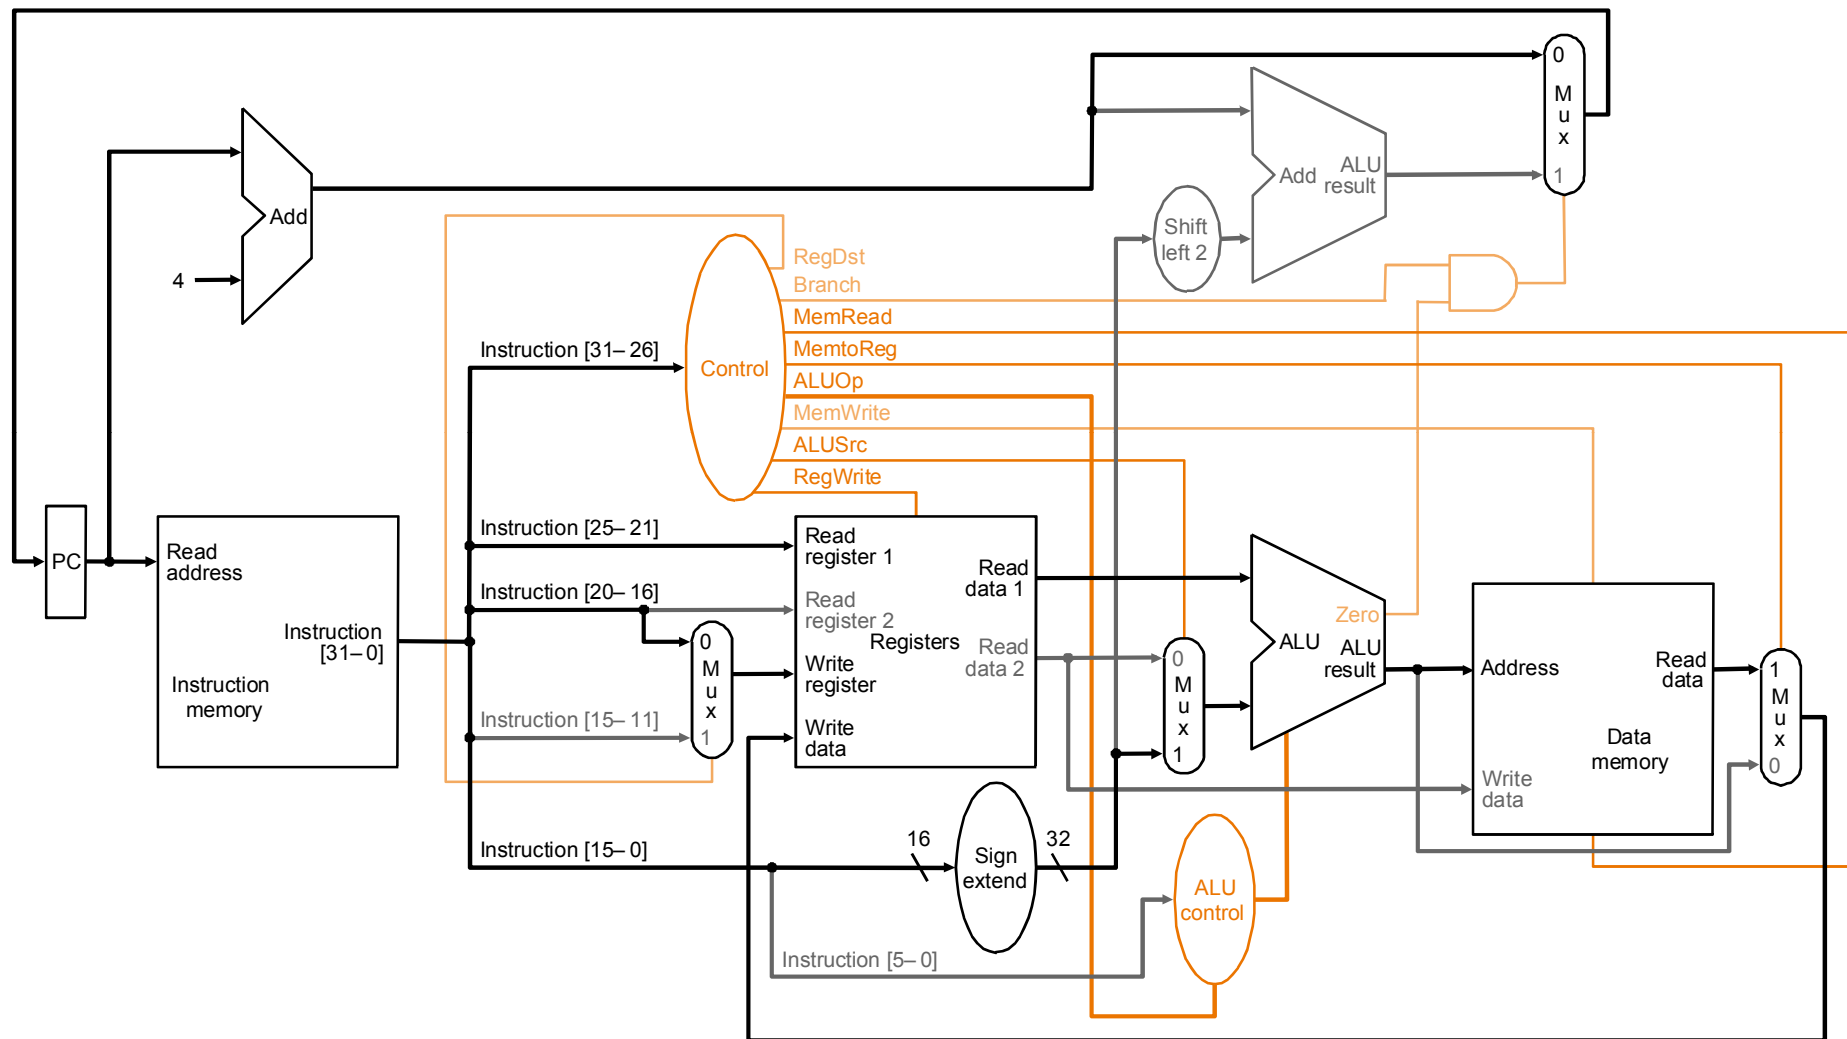 0
M
u
x
1
Add
ALU
result
Shift
left 2
Add
4
RegDst
Branch
MemRead
MemtoReg
ALUOp
MemWrite
ALUSrc
RegWrite
Control
Instruction [31– 26]
Instruction [25– 21]
Instruction [20– 16]
Instruction [15– 11]
Instruction [15– 0]
Instruction [5– 0]
PC
Read
address
Instruction
[31– 0]
Instruction
memory
0
M
u
x
1
Read
register 1
Read
register 2
Write
register
Write
data
Registers
Read
data 1
Read
data 2
0
M
u
x
1
Zero
ALU
ALU
result
Address
Write
data
Read
data
Data
memory
1
M
u
x
0
16
Sign
extend
32
ALU
control